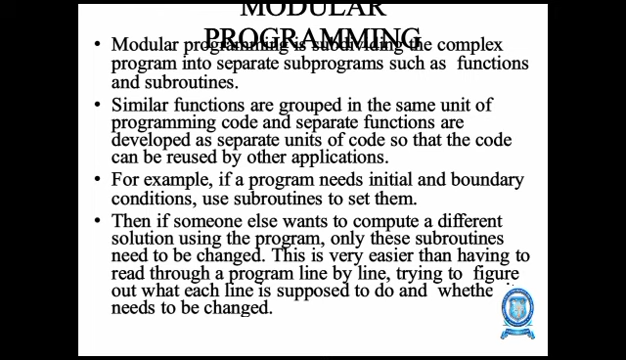 MODULAR
PROGRAMMING
• Modular programming is subdividing the complex
program into separate subprograms such as functions
and subroutines.
• Similar functions are grouped in the same unit of
programming code and separate functions are
developed as separate units of code so that the code
can be reused by other applications.
• For example, if a program needs initial and boundary
conditions, use subroutines to set them.
• Then if someone else wants to compute a different
solution using the program, only these subroutines
need to be changed. This is very easier than having to
read through a program line by line, trying to figure
out what each line is supposed to do and whethe
needs to be changed.